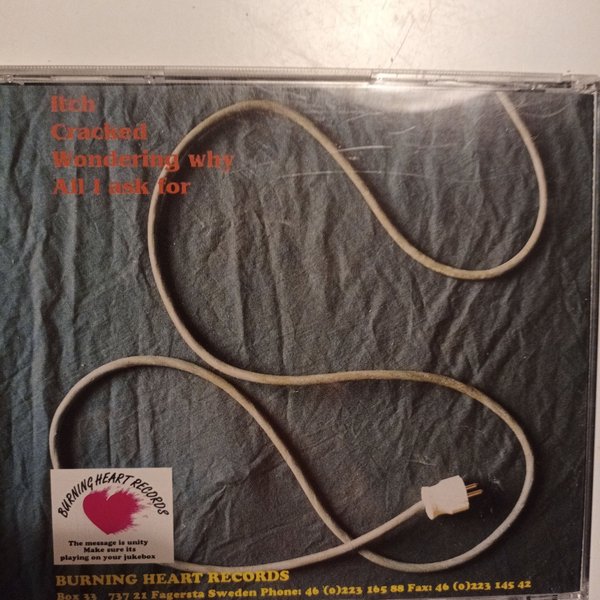 Itch
Cracked
Wondering why
All I ask for
BURNING HEART RECORDS
The message is unity
Make sure its
playing on your jukebox
BURNING HEART RECORDS
Box 33 737 21 Fagersta Sweden Phone: 46 (0)223 165 88 Fax: 46 (0)223 145 42